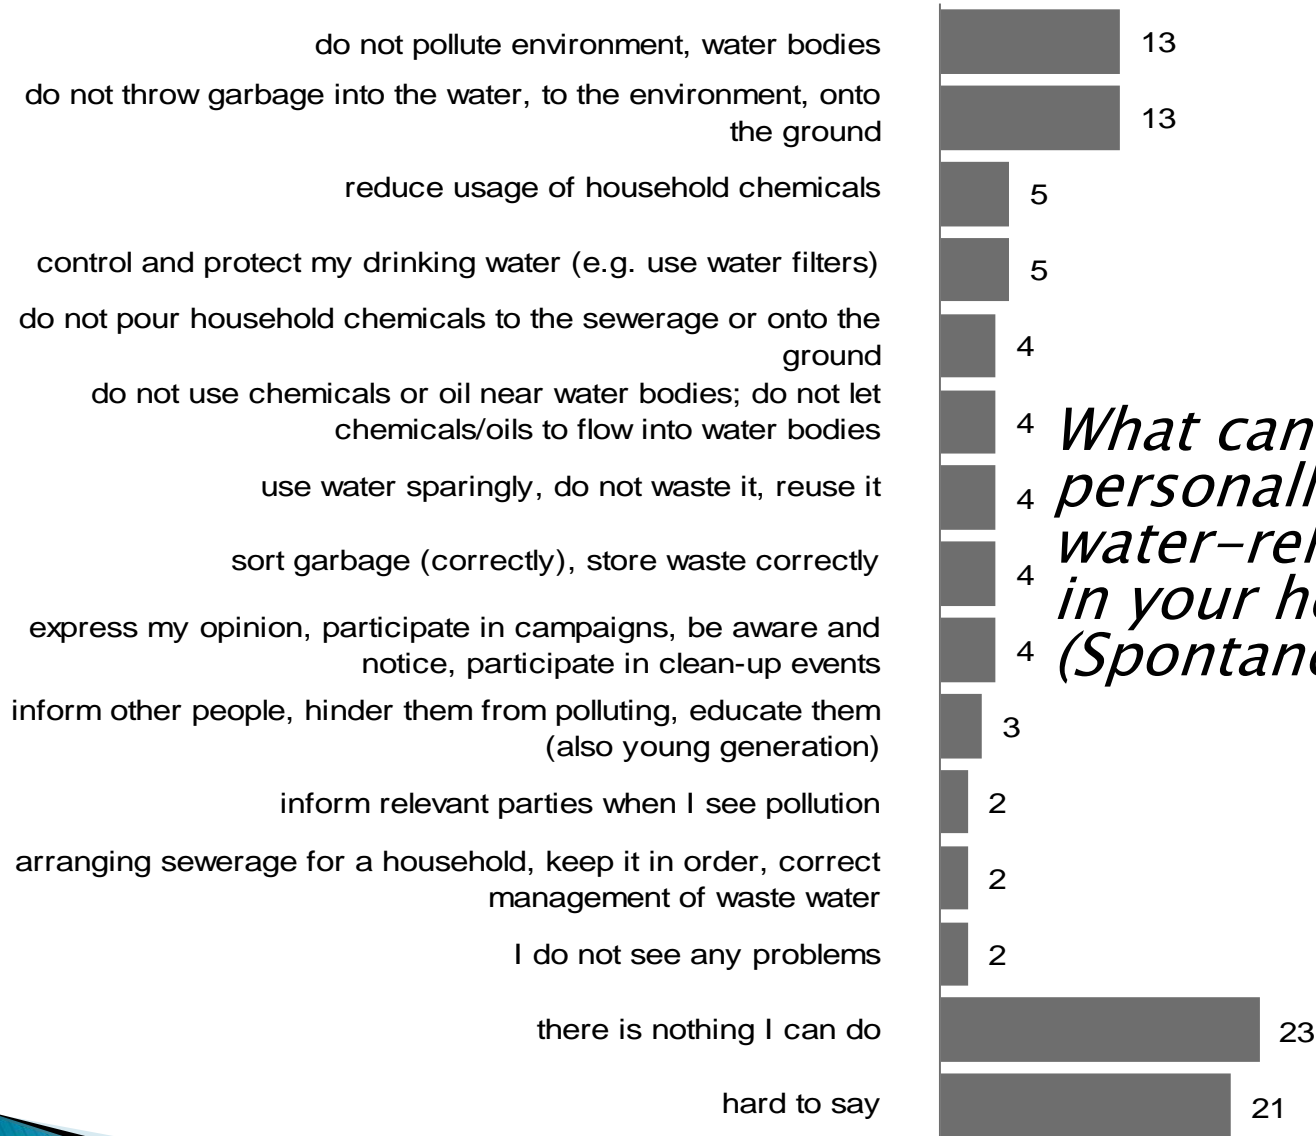 do not pollute environment, water bodies 13
do not throw garbage into the water, to the environment, onto
the ground 13
reduce usage of household chemicals 5
control and protect my drinking water (e.g. use water filters) 5
do not pour household chemicals to the sewerage or onto the
ground 4
do not use chemicals or oil near water bodies; do not let
chemicals/oils to flow into water bodies 4
use water sparingly, do not waste it, reuse it 4
sort garbage (correctly), store waste correctly 4
express my opinion, participate in campaigns, be aware and
notice, participate in clean-up events 4
inform other people, hinder them from polluting, educate them
(also young generation) 3
inform relevant parties when I see pollution 2
arranging sewerage for a household, keep it in order, correct
management of waste water 2
I do not see any problems 2
there is nothing I can do 23
hard to say 21
What can
in your